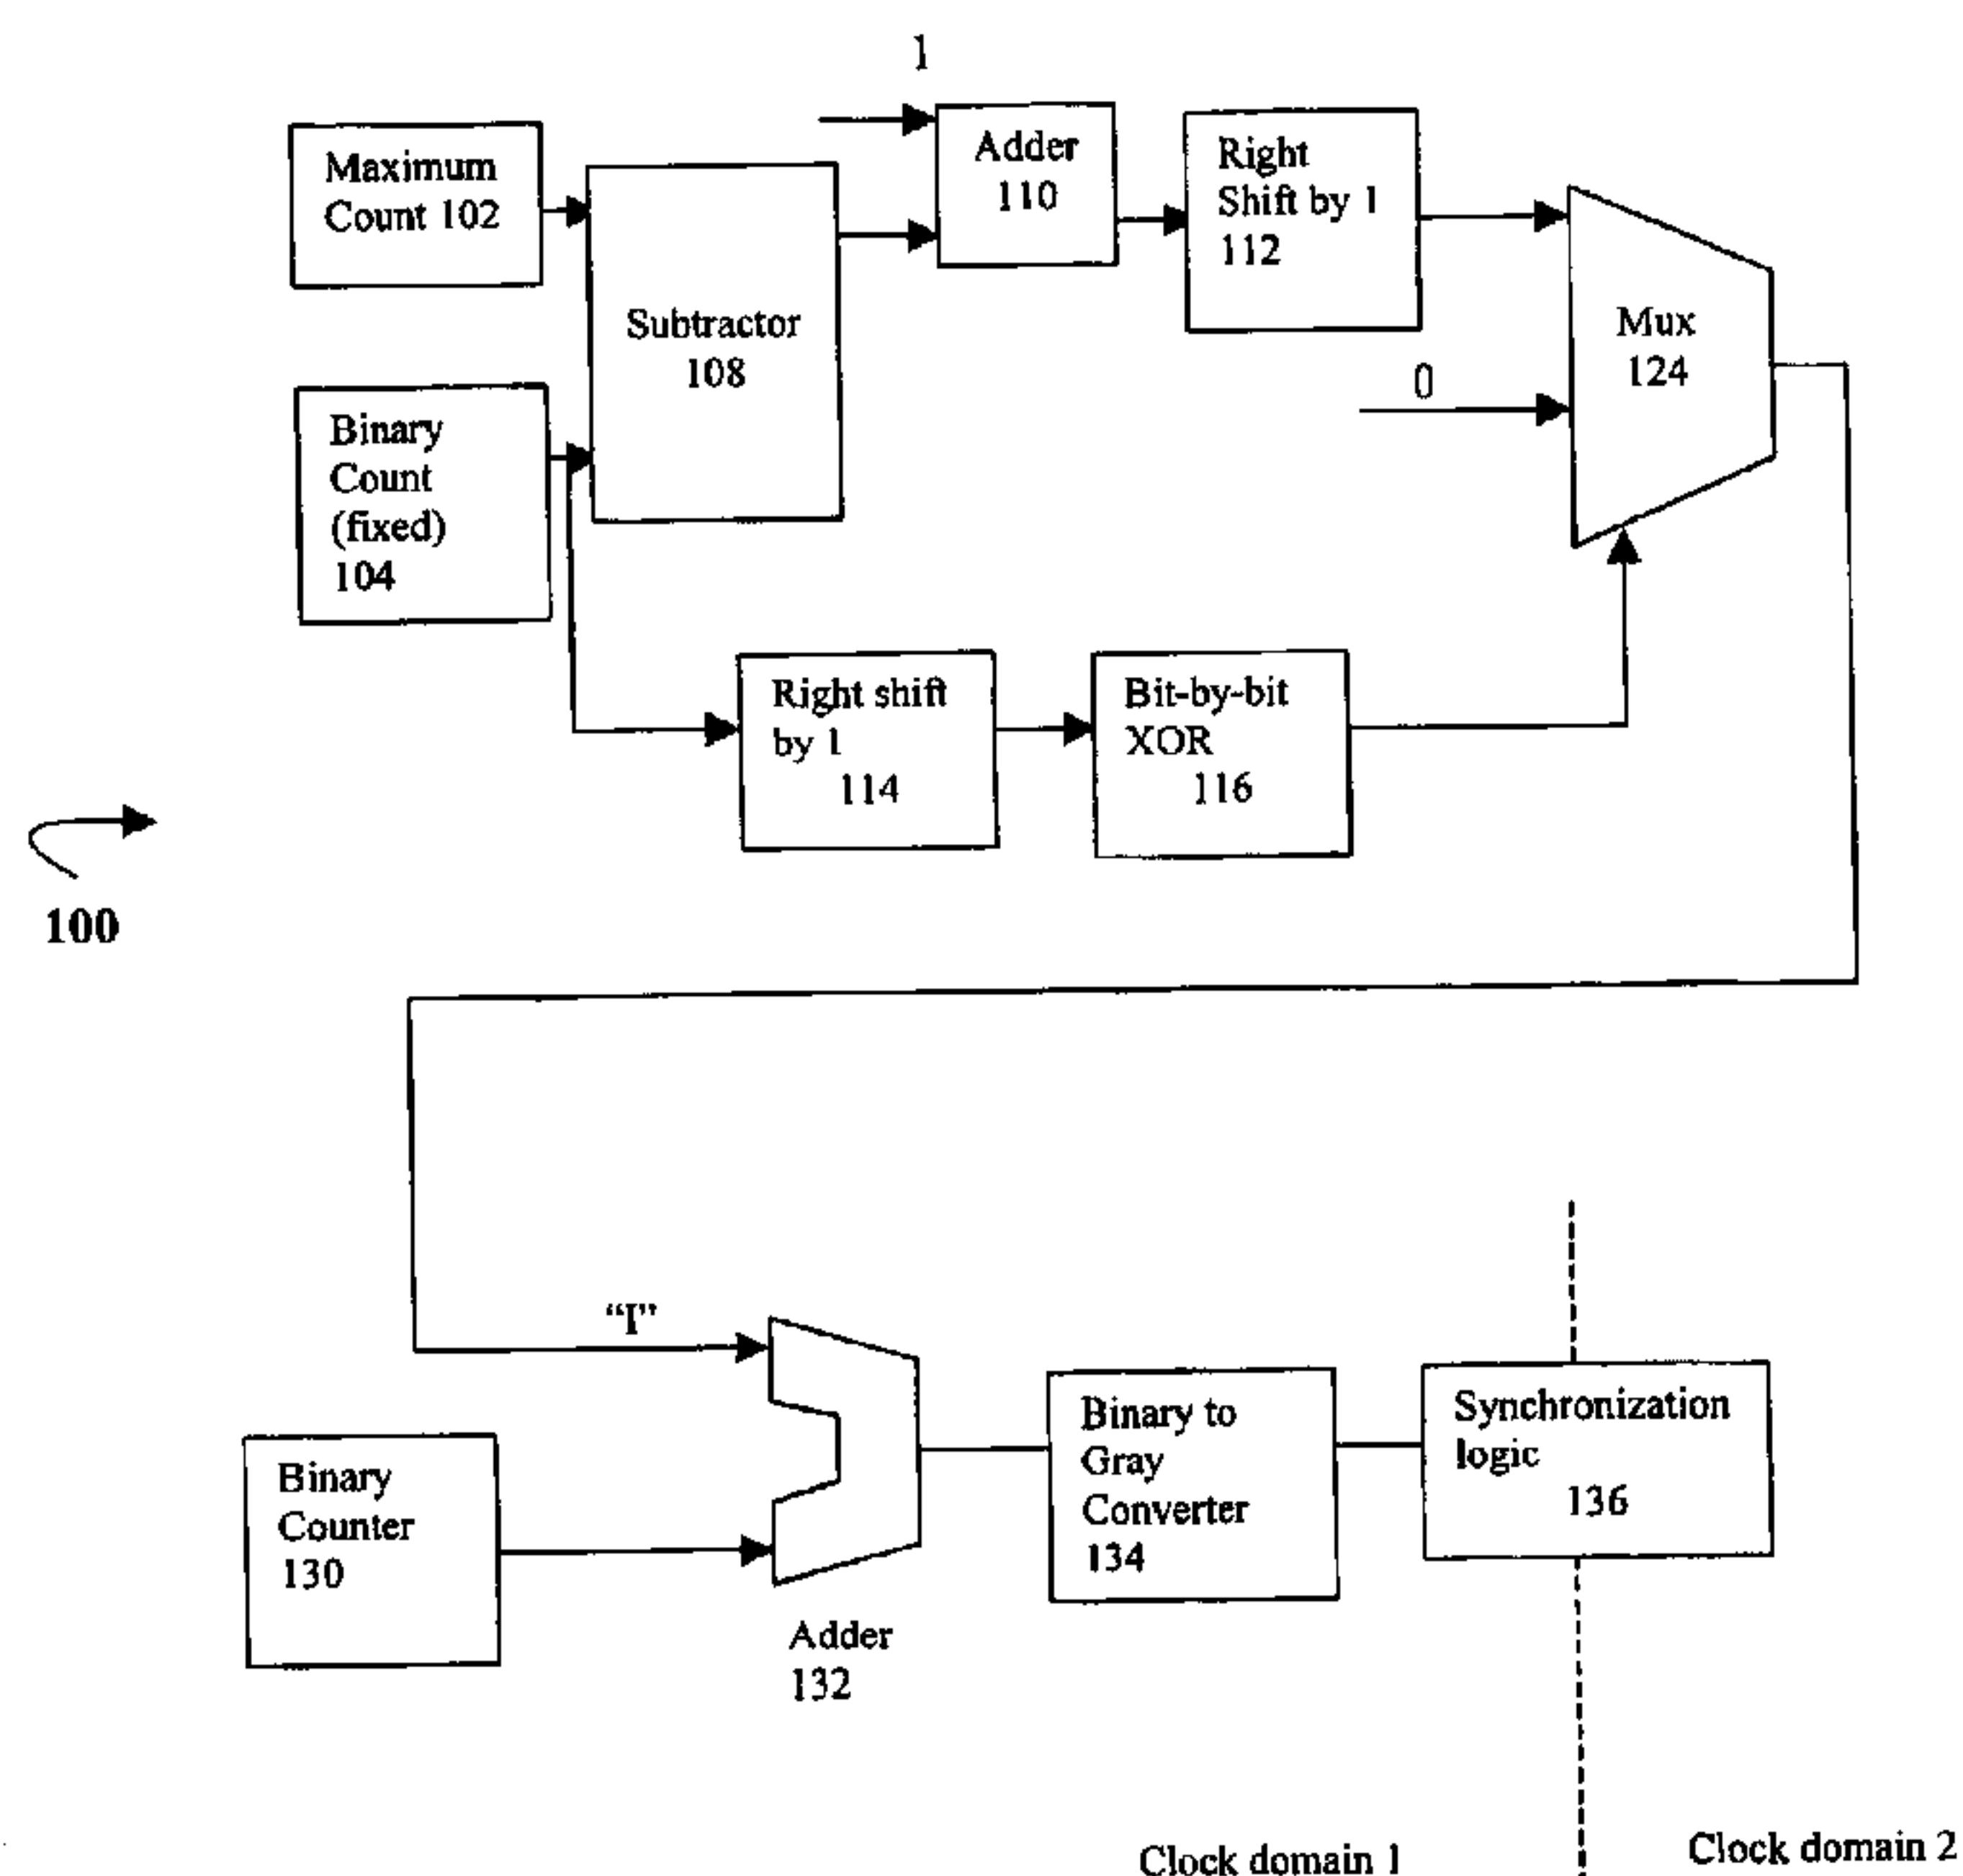 1
Maximum
Count 102
Adder
110
Right
Shift by 1
112
Subtractor
108
Mux
124
0
Binary
Count
(fixed)
104
Right shift
by 1
114
Bit-by-bit
XOR
116
100
“I”
Binary
Counter
130
Adder
132
Binary to
Gray
Converter
134
Synchronization
logic
136
Clock domain 1
Clock domain 2